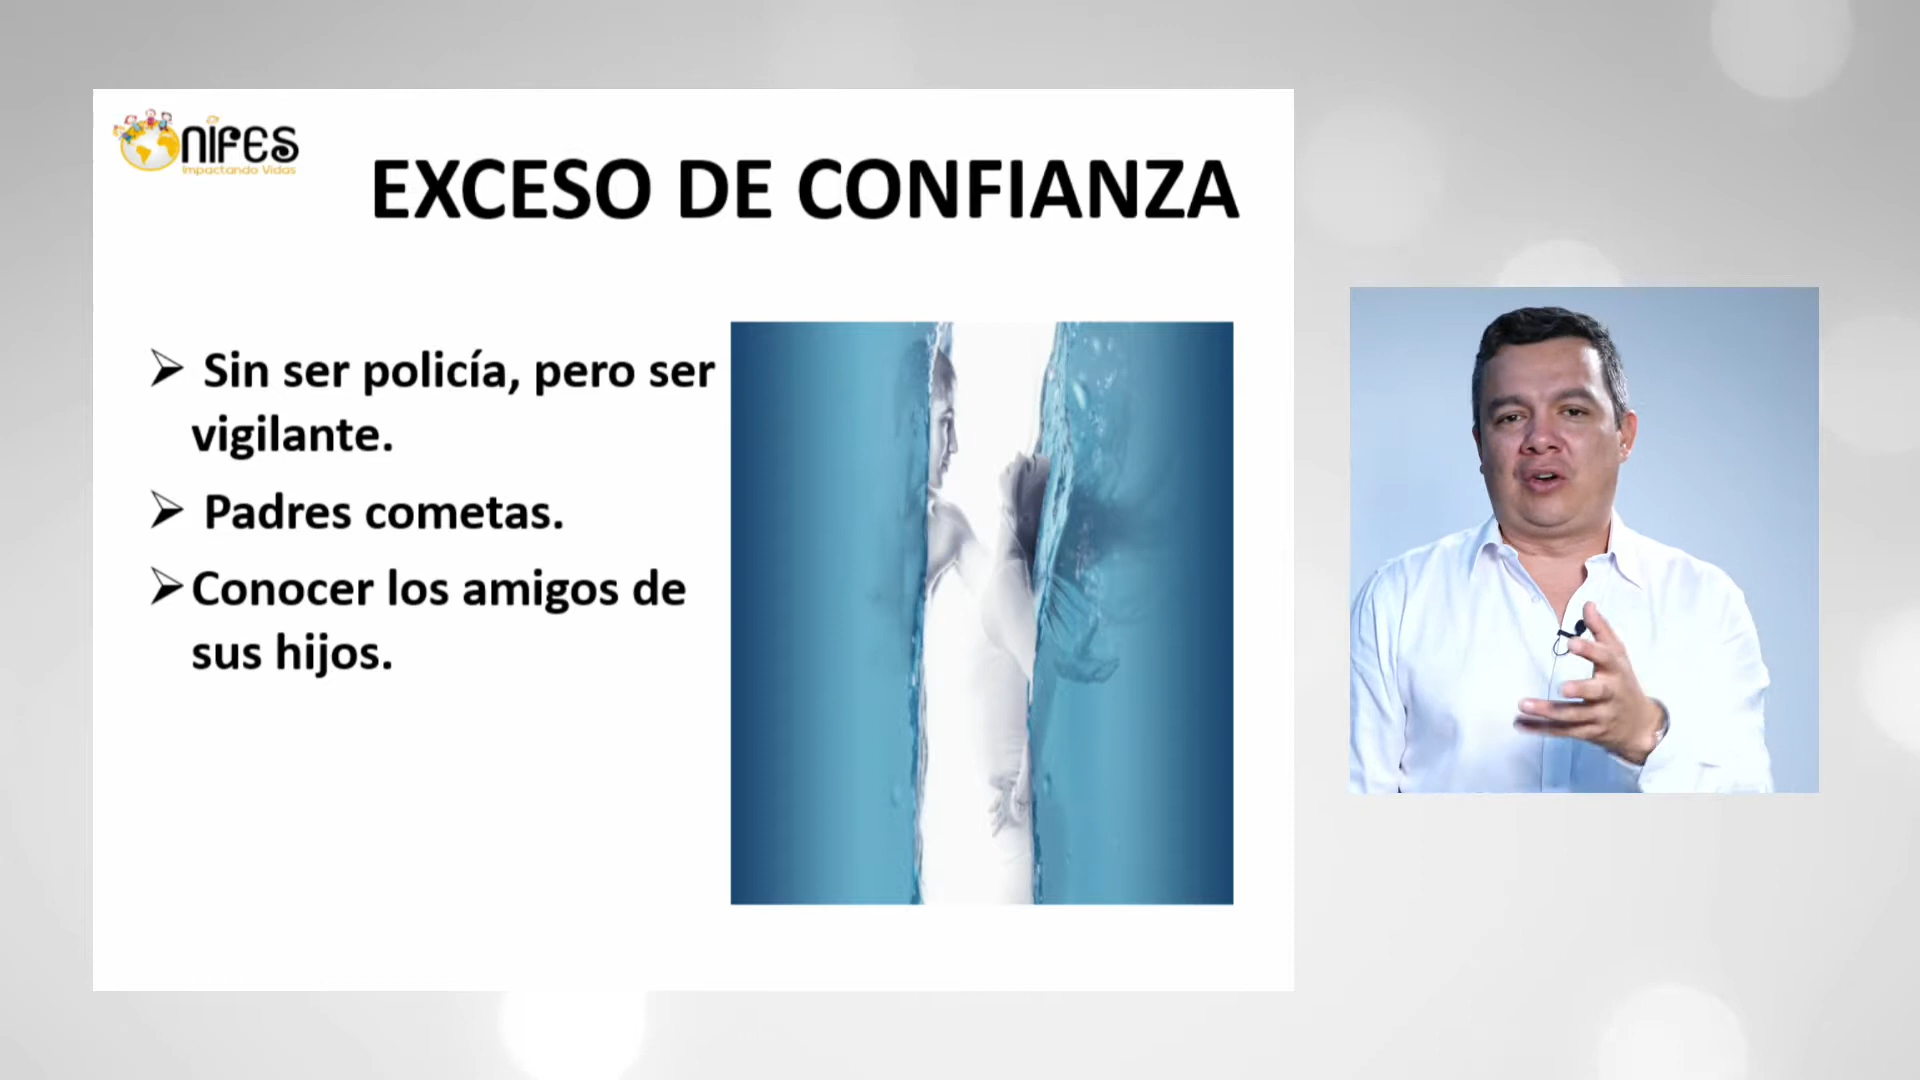 ONIFES
Impactando Vidas
EXCESO DE CONFIANZA
➢ Sin ser policía, pero ser
vigilante.
➢ Padres cometas.
➢ Conocer los amigos de
sus hijos.